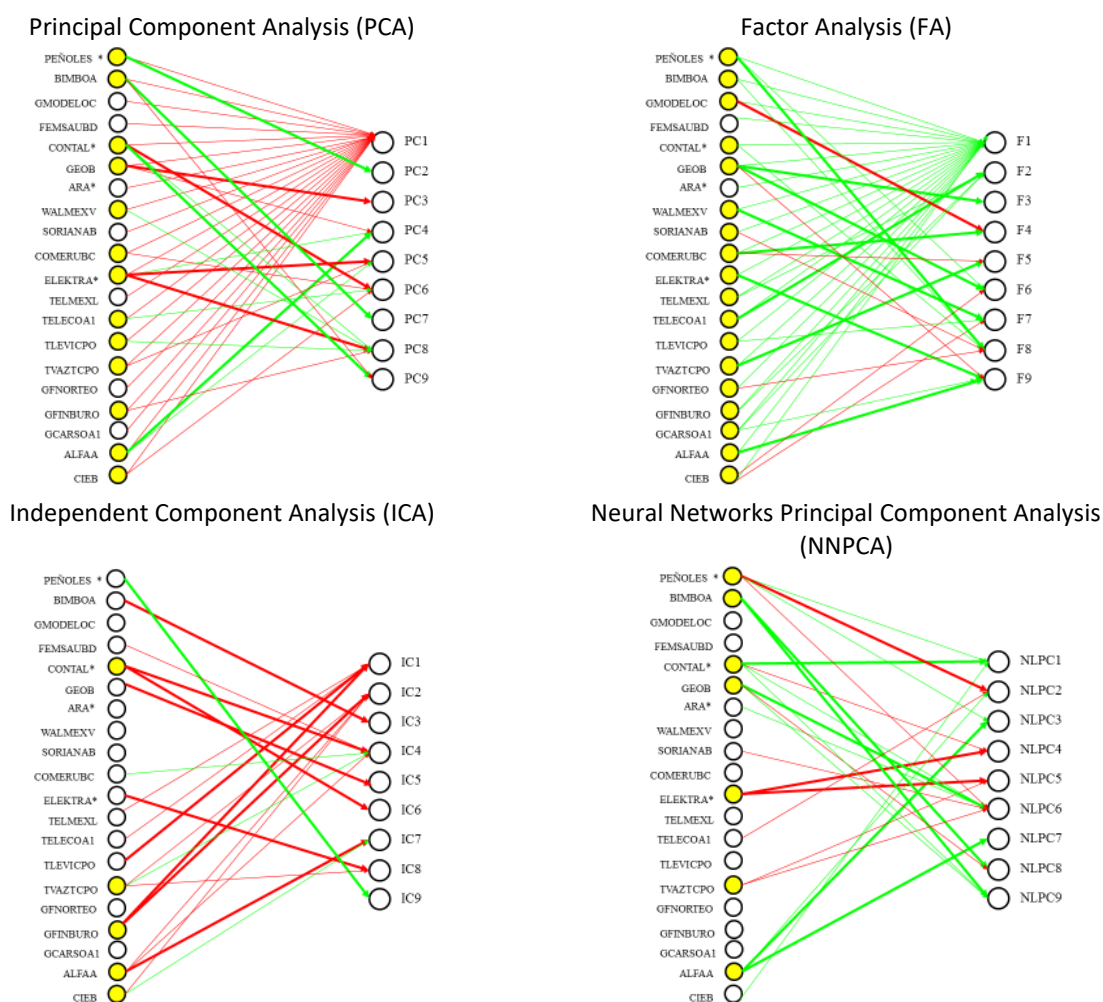 Principal Component Analysis (PCA)
PEÑOLES *
BIMBOA
GMODELOC
FEMSAUBD
CONTAL*
GEOB
ARA*
WALMEXV
SORIANAB
COMERUBC
ELEKTRA*
TELMEXL
TELECOA1
TLEVICPO
TVAZTCPO
GFNORTEO
GFINBURO
GCARSOA1
ALFAA
CIEB
PC1
PC2
PC3
PC4
PC5
PC6
PC7
PC8
PC9
Factor Analysis (FA)
PEÑOLES *
BIMBOA
GMODELOC
FEMSAUBD
CONTAL*
GEOB
ARA*
WALMEXV
SORIANAB
COMERUBC
ELEKTRA*
TELMEXL
TELECOA1
TLEVICPO
TVAZTCPO
GFNORTEO
GFINBURO
GCARSOA1
ALFAA
CIEB
F1
F2
F3
F4
F5
F6
F7
F8
F9
Independent Component Analysis (ICA)
PEÑOLES *
BIMBOA
GMODELOC
FEMSAUBD
CONTAL*
GEOB
ARA*
WALMEXV
SORIANAB
COMERUBC
ELEKTRA*
TELMEXL
TELECOA1
TLEVICPO
TVAZTCPO
GFNORTEO
GFINBURO
GCARSOA1
ALFAA
CIEB
IC1
IC2
IC3
IC4
IC5
IC6
IC7
IC8
IC9
Neural Networks Principal Component Analysis
(NNPCA)
PEÑOLES *
BIMBOA
GMODELOC
FEMSAUBD
CONTAL*
GEOB
ARA*
WALMEXV
SORIANAB
COMERUBC
ELEKTRA*
TELMEXL
TELECOA1
TLEVICPO
TVAZTCPO
GFNORTEO
GFINBURO
GCARSOA1
ALFAA
CIEB
NLPC1
NLPC2
NLPC3
NLPC4
NLPC5
NLPC6
NLPC7
NLPC8
NLPC9